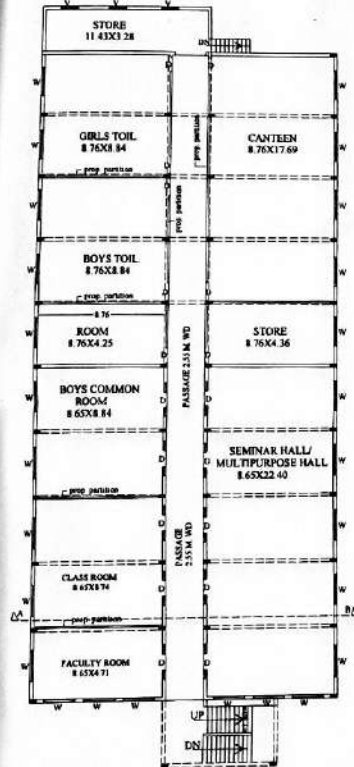 STORE
11.43X3.28
DN
GIRLS TOIL
8.76X8.84
CANTEEN
8.76X17.69
prop. partition
prop. partition
prop. partition
BOYS TOIL
8.76X8.84
prop. partition
8.76
ROOM
8.76X4.25
STORE
8.76X4.36
PASSAGE 2.55 M. WD
BOYS COMMON
ROOM
8.65X8.84
SEMINAR HALL/
MULTIPURPOSE HALL
8.65X22.40
prop. partition
PASSAGE
2.55 M. WD
CLASS ROOM
8.65X8.74
prop. partition
FACULTY ROOM
8.65X4.71
UP
DN
W
D